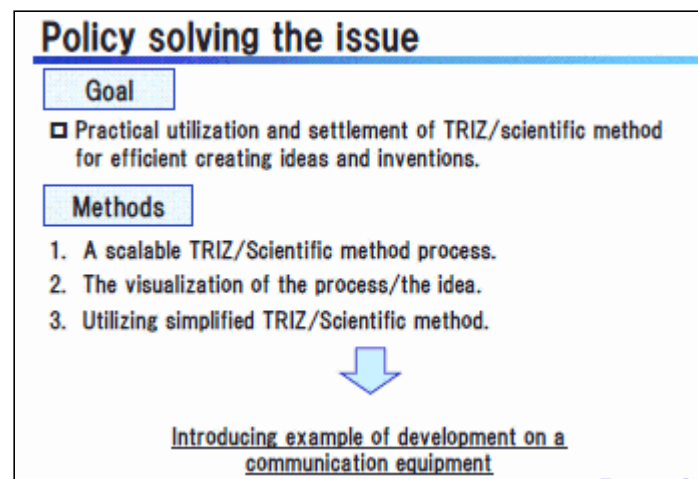 Policy solving the issue
Goal
Practical utilization and settlement of TRIZ/scientific method
for efficient creating ideas and inventions.
Methods
1. A scalable TRIZ/Scientific method process.
2. The visualization of the process/the idea.
3. Utilizing simplified TRIZ/Scientific method.
Introducing example of development on a
communication equipment